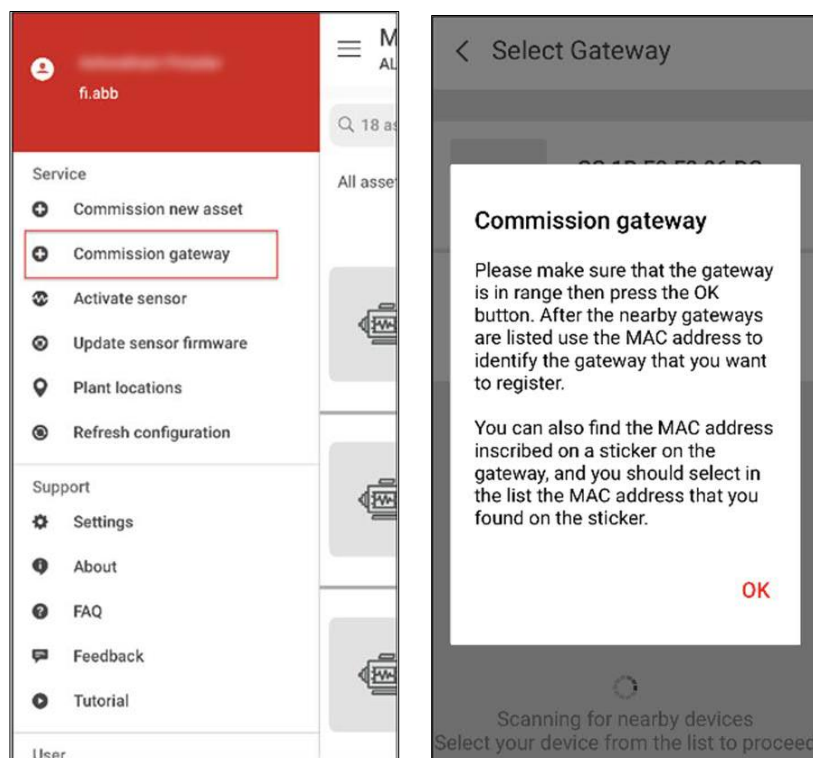 fi.abb
Service
Commission new asset
Commission gateway
Activate sensor
Update sensor firmware
Plant locations
Refresh configuration
Support
Settings
About
FAQ
Feedback
Tutorial
User
M
AL
18 as
All asse
Select Gateway
Commission gateway
Please make sure that the gateway
is in range then press the OK
button. After the nearby gateways
are listed use the MAC address to
identify the gateway that you want
to register.
You can also find the MAC address
inscribed on a sticker on the
gateway, and you should select in
the list the MAC address that you
found on the sticker.
OK
Scanning for nearby devices
Select your device from the list to proceed